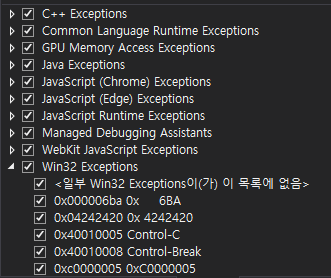 C++ Exceptions
Common Language Runtime Exceptions
GPU Memory Access Exceptions
Java Exceptions
JavaScript (Chrome) Exceptions
JavaScript (Edge) Exceptions
JavaScript Runtime Exceptions
Managed Debugging Assistants
WebKit JavaScript Exceptions
Win32 Exceptions
<일부 Win32 Exceptions이(가) 이 목록에 없음>
0x000006ba 0x     6BA
0x04242420 0x 4242420
0x40010005 Control-C
0x40010008 Control-Break
0xc0000005 0xC0000005